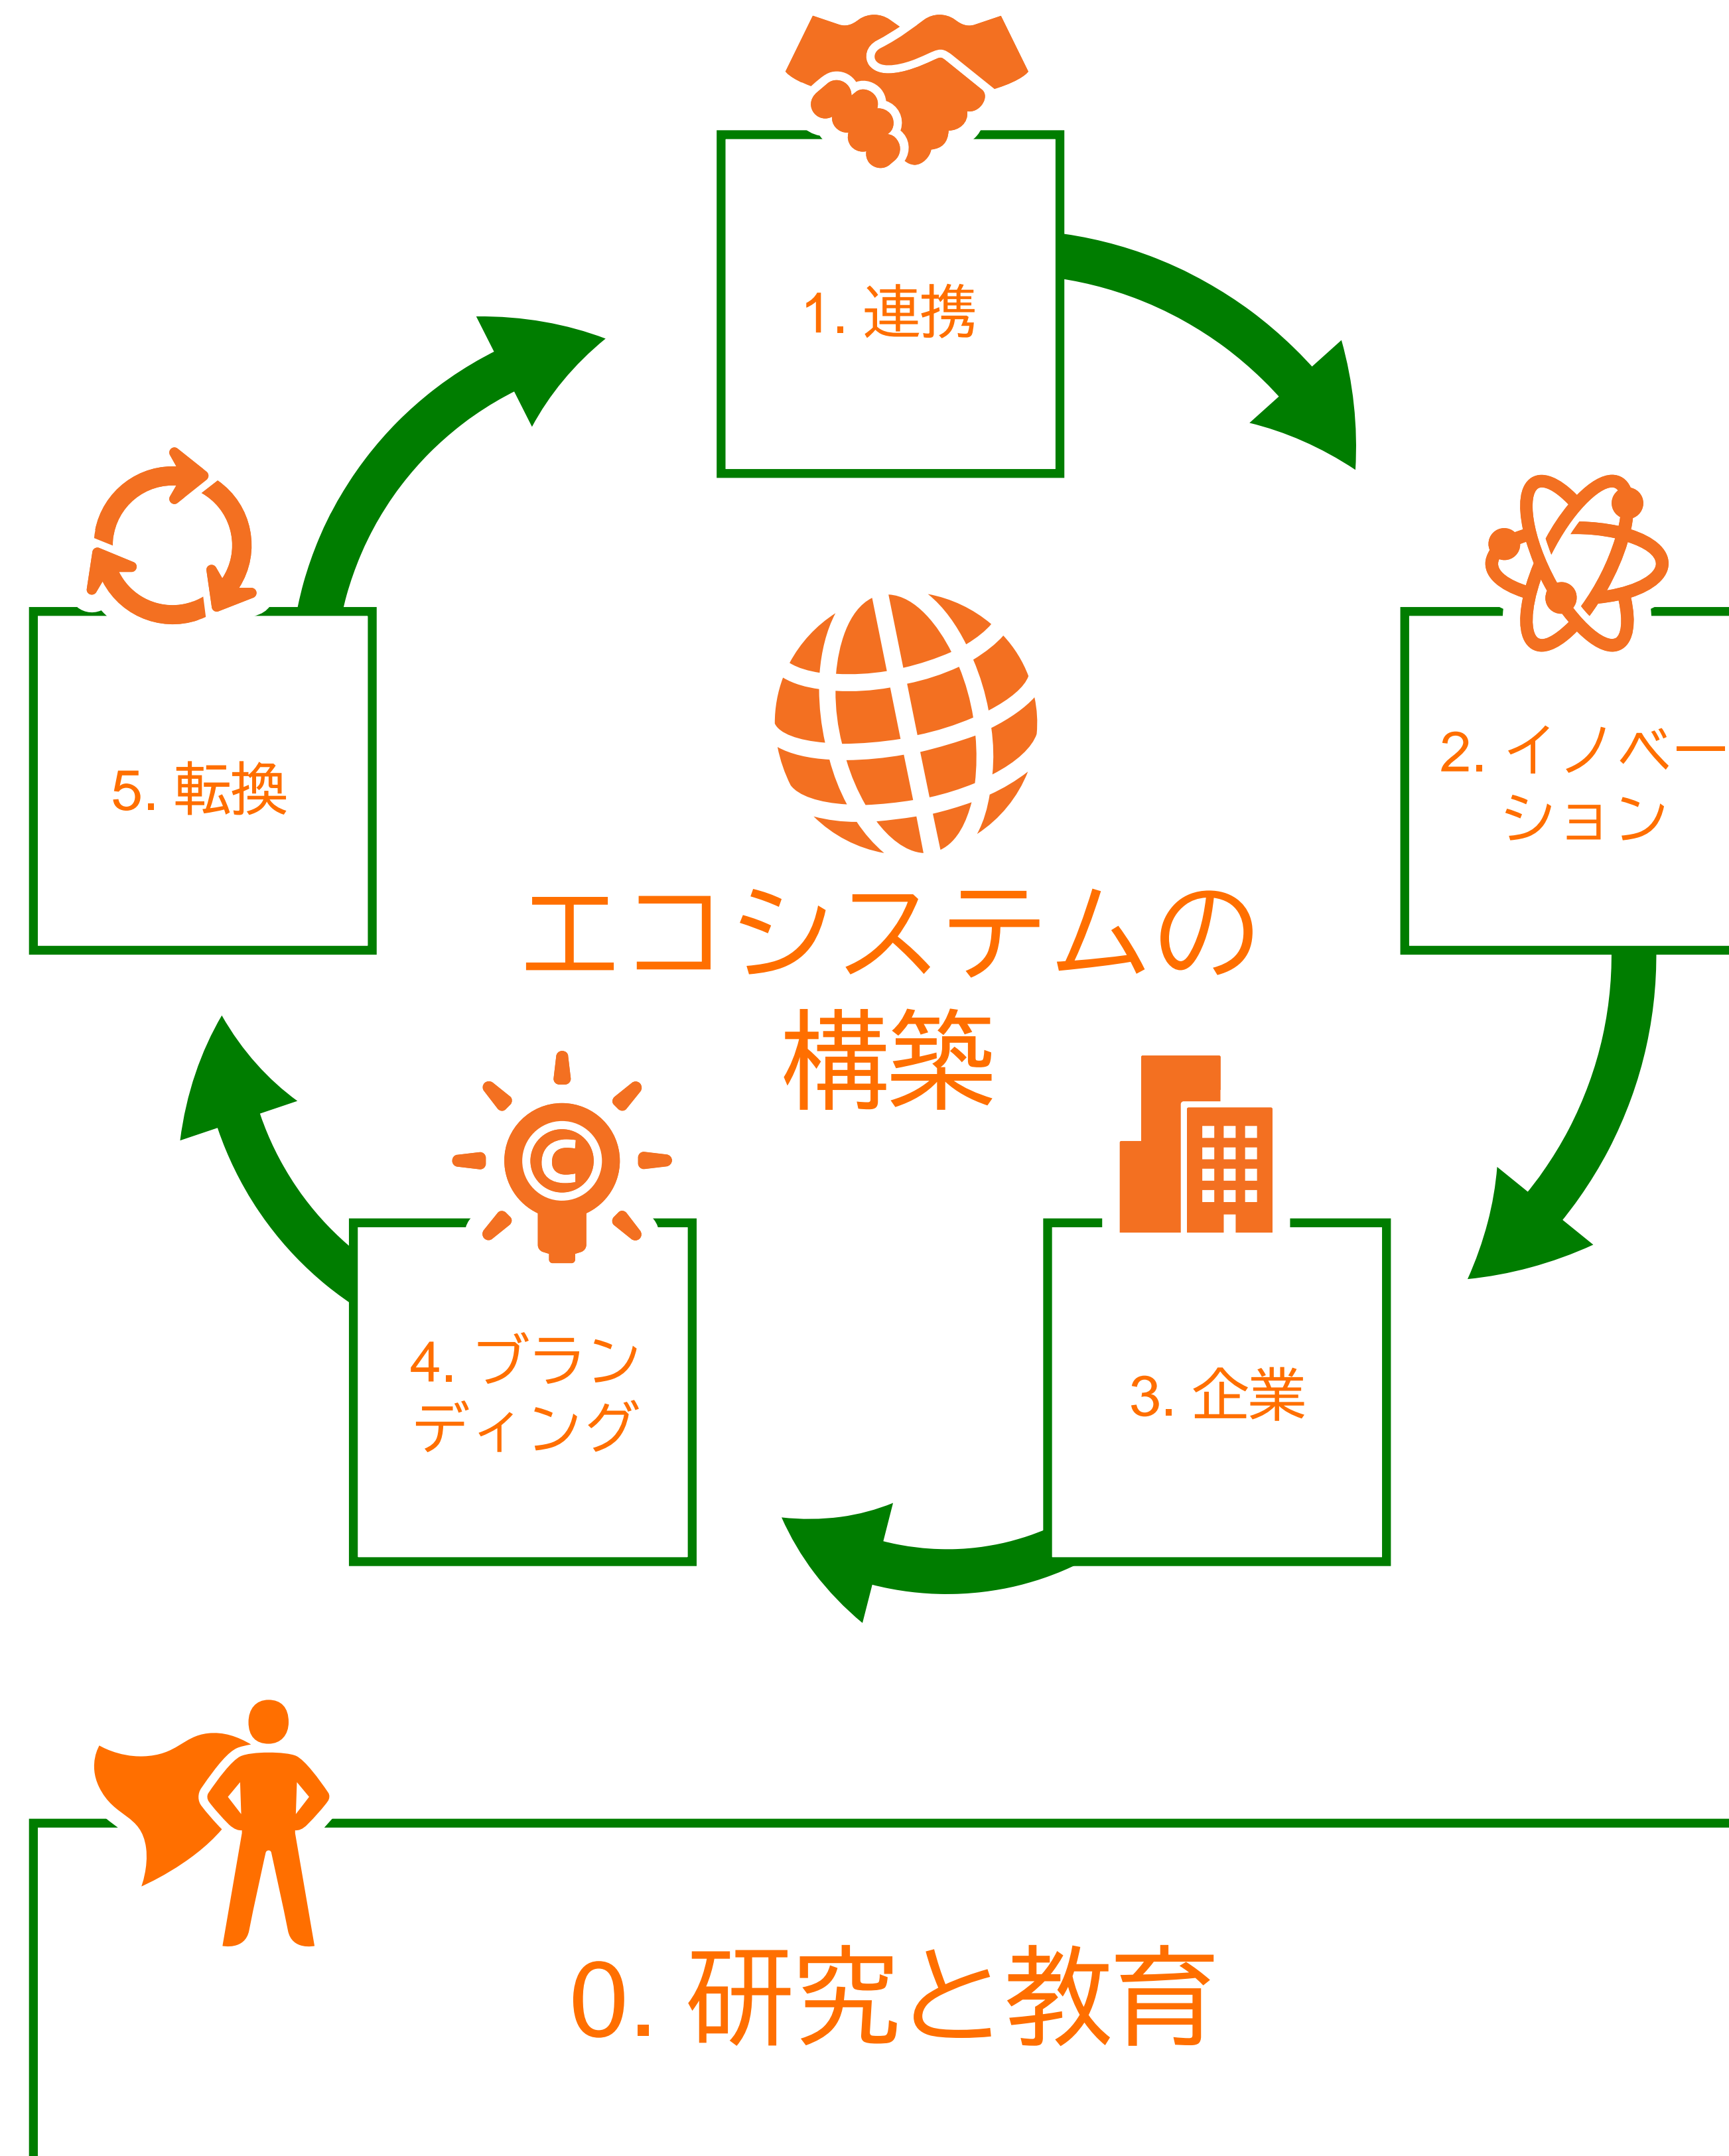 1. 連携
5. 転換
2. イノベー
ション
エコシステムの
構築
4. ブラン
ディング
3. 企業
0. 研究と教育